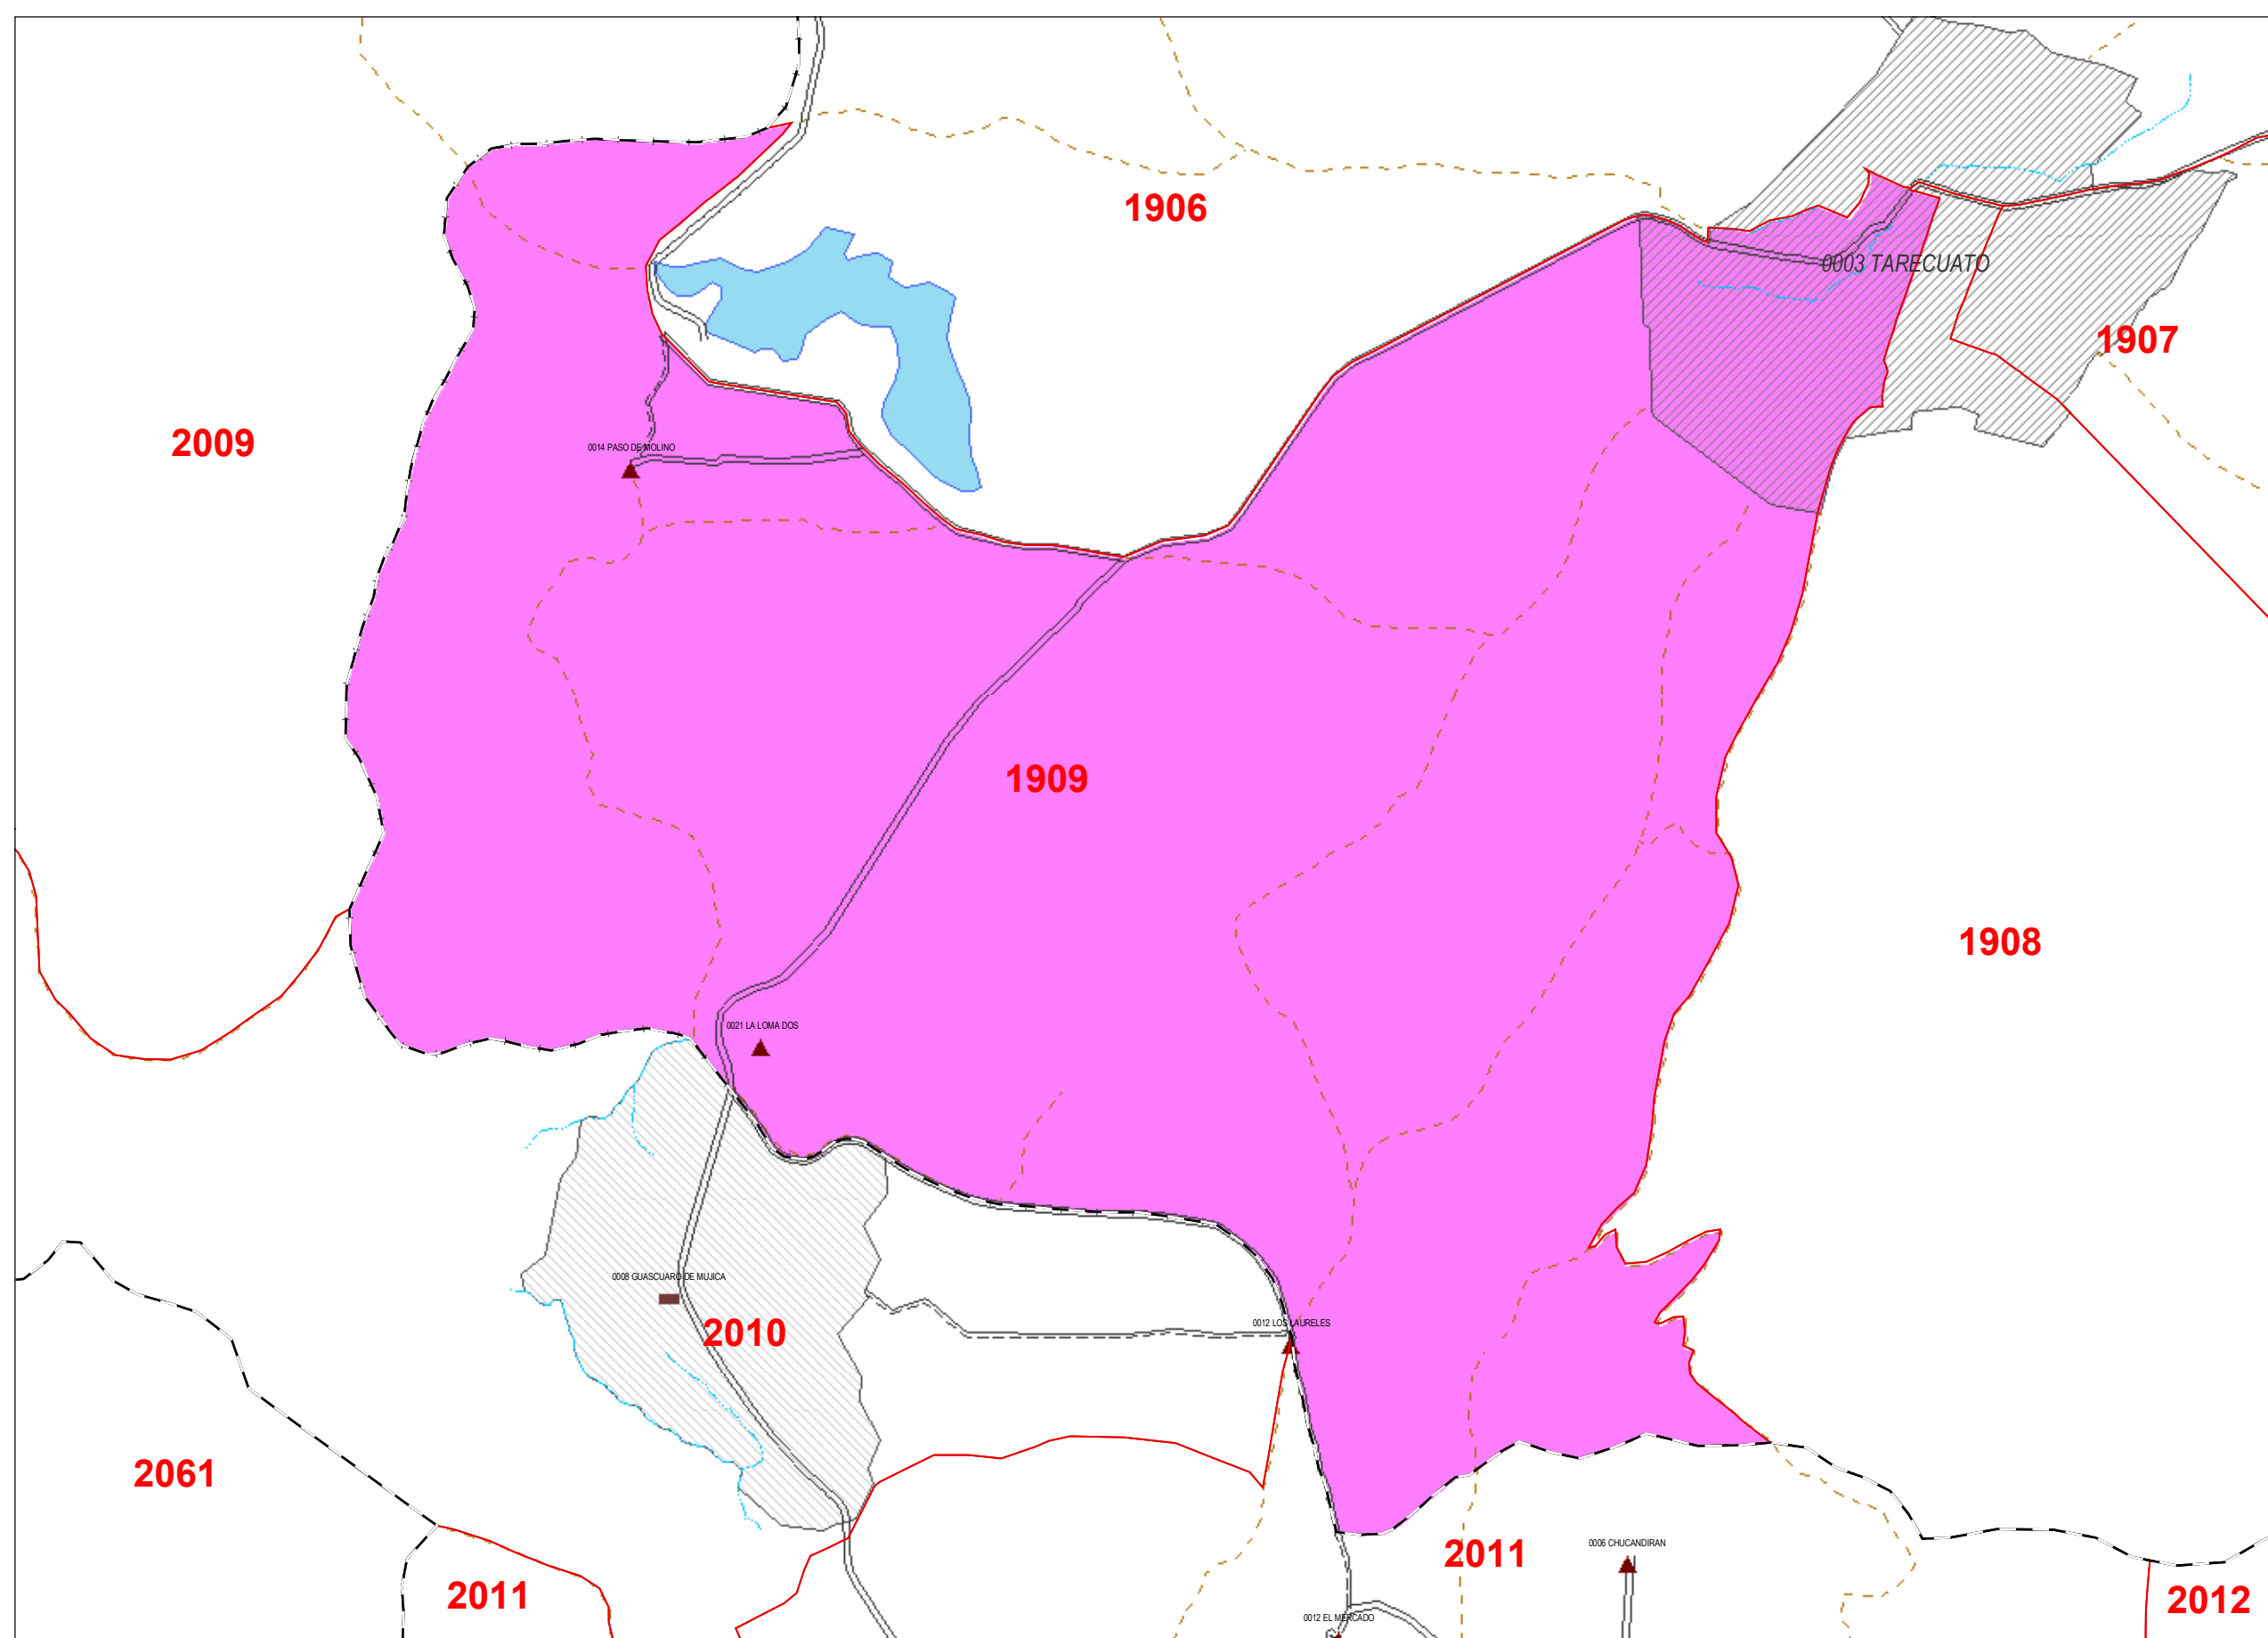 1906
0003 TARECUATO
1907
2009
0014 PASO DE MOLINO
1909
1908
0021 LA LOMA DOS
0008 GUASCUARO DE MUJICA
2010
0012 LOS LAURELES
2061
2011
2011
0006 CHUCANDIRAN
2012
0012 EL MERCADO